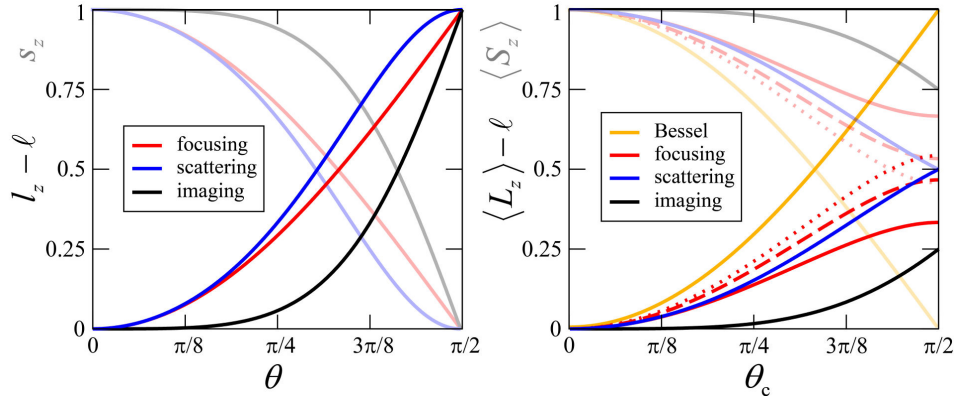 1
0.75
0.5
0.25
0
s_z
l_z − ℓ
focusing
scattering
imaging
0 π/8 π/4 3π/8 π/2
θ
1
0.75
0.5
0.25
0
⟨S_z⟩
⟨L_z⟩ − ℓ
Bessel
focusing
scattering
imaging
0 π/8 π/4 3π/8 π/2
θ_c